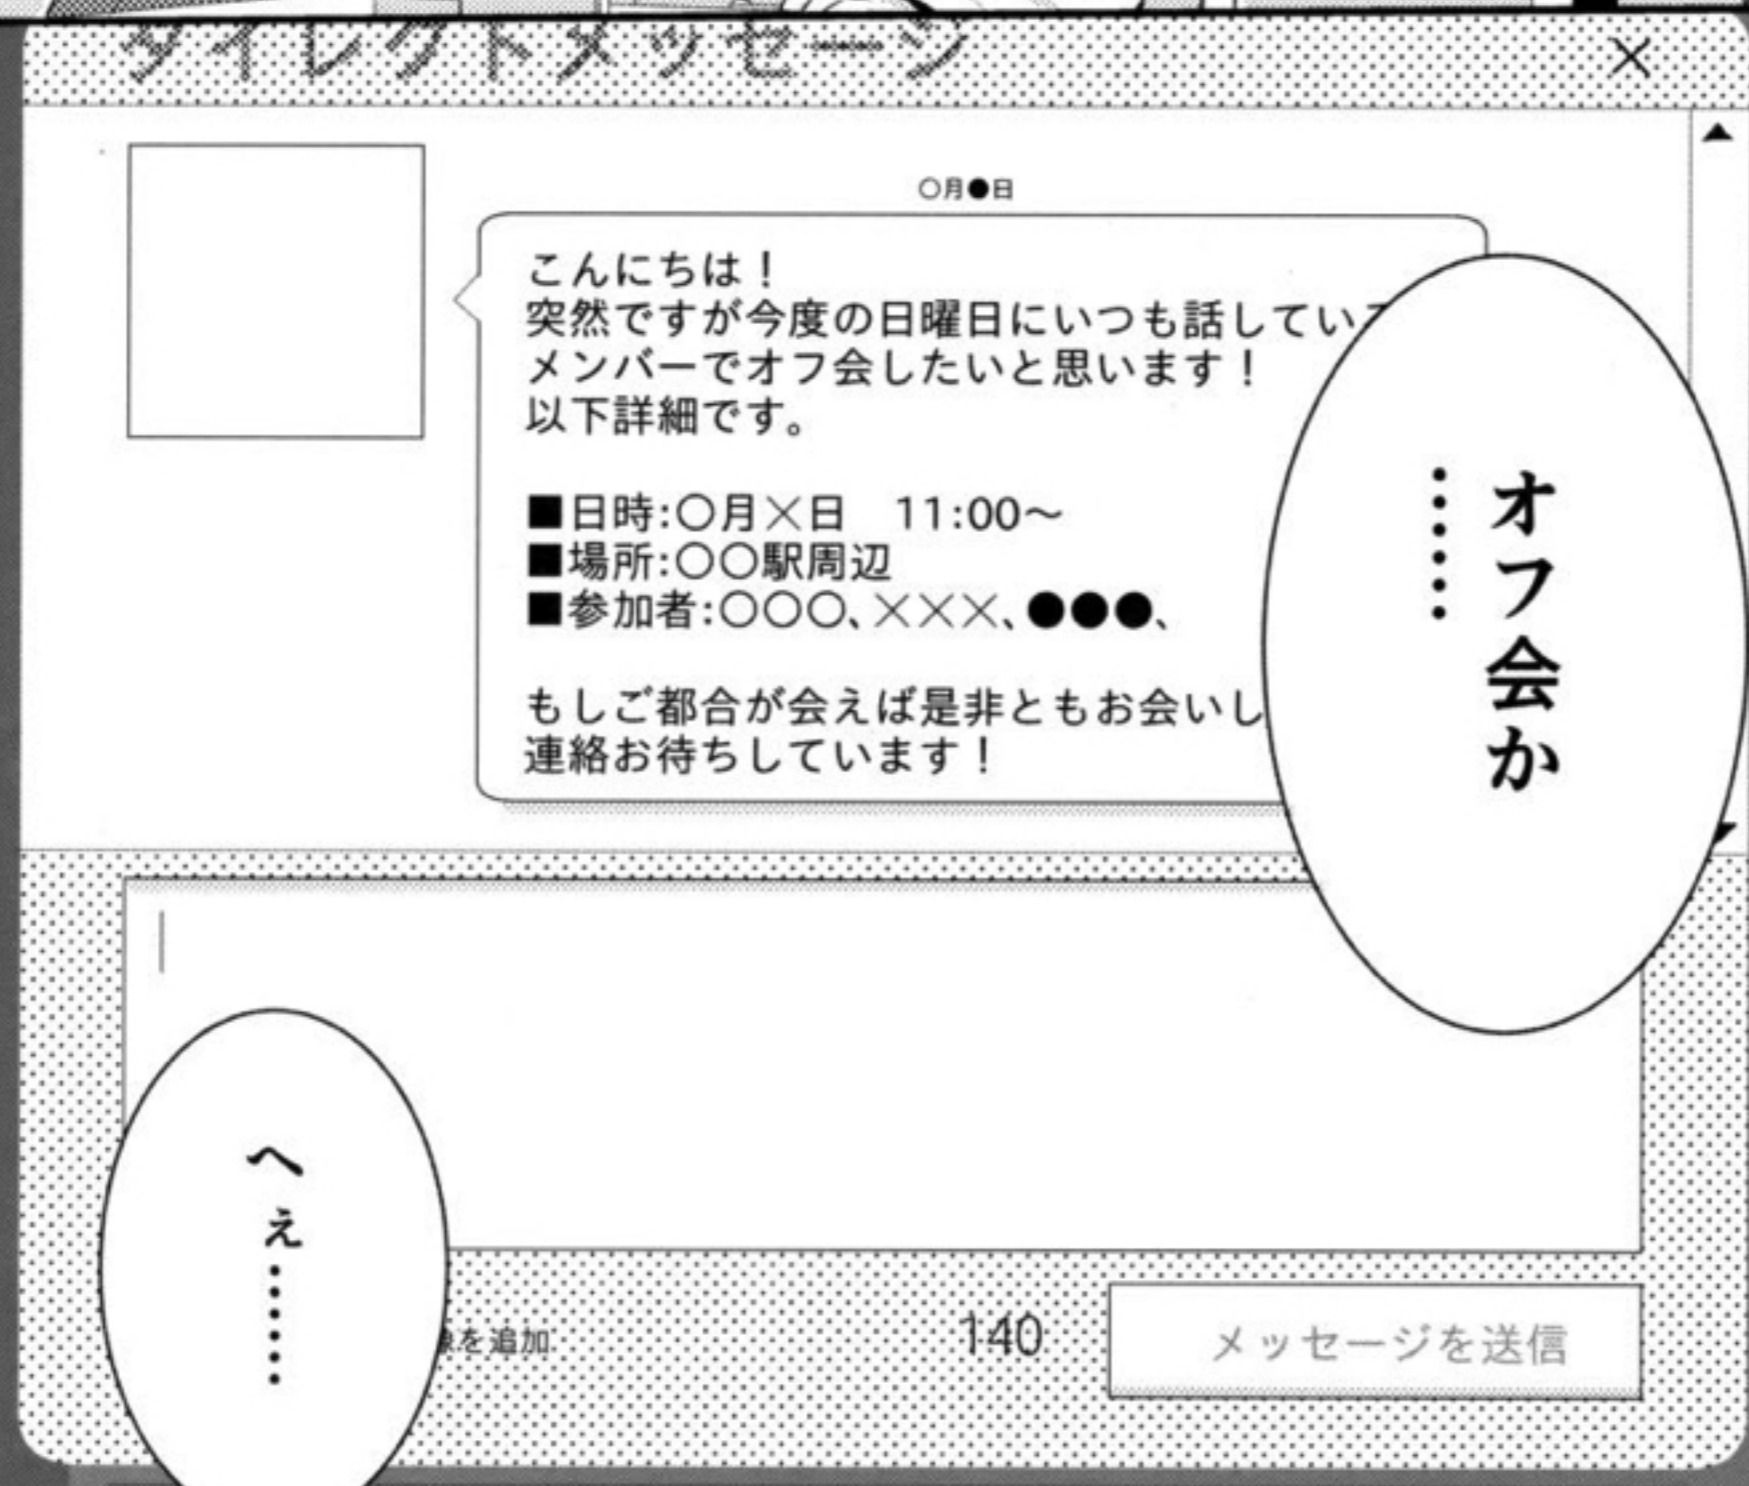 ダイレクトメッセージ
×
○月●日
こんにちは！
突然ですが今度の日曜日にいつも話してい
メンバーでオフ会したいと思います！
以下詳細です。
■日時:○月×日　11:00～
■場所:○○駅周辺
■参加者:○○○、×××、●●●、
もしご都合が会えば是非ともお会いし
連絡お待ちしています！
オフ会か
……
へぇ……
を追加
140
メッセージを送信